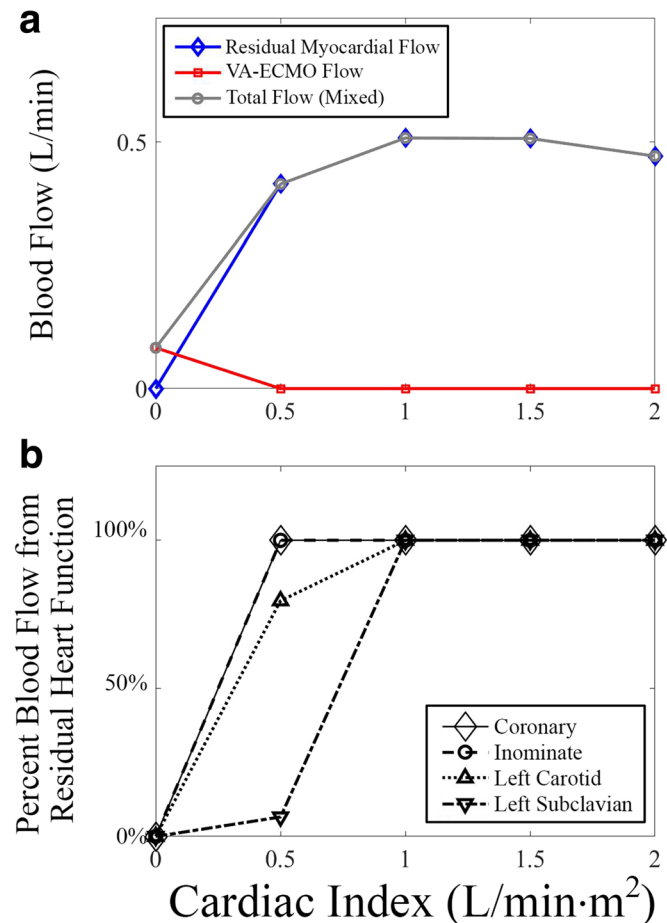 a
Residual Myocardial Flow
VA-ECMO Flow
Total Flow (Mixed)
Blood Flow (L/min)
0.5
0
0 0.5 1 1.5 2
b
Percent Blood Flow from
Residual Heart Function
100%
50%
0%
Coronary
Inominate
Left Carotid
Left Subclavian
0 0.5 1 1.5 2
Cardiac Index (L/min·m²)